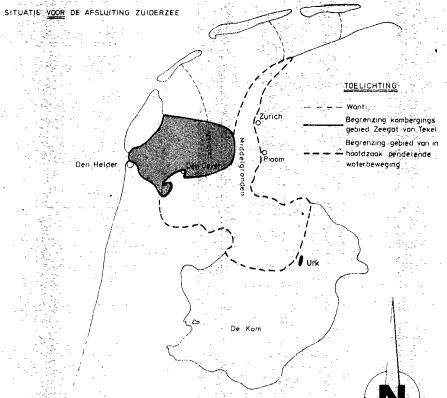 SITUATIE VOOR DE AFSLUITING ZUIDERZEE
TOELICHTING
Wantij
Begrenzing kombergings
gebied Zeegat van Texel
Begrenzing gebied van in
hoofdzaak pendelende
waterbeweging
Zurich
Piaam
Middelgronden
Den Helder
Den Oever
Urk
De Kom
N